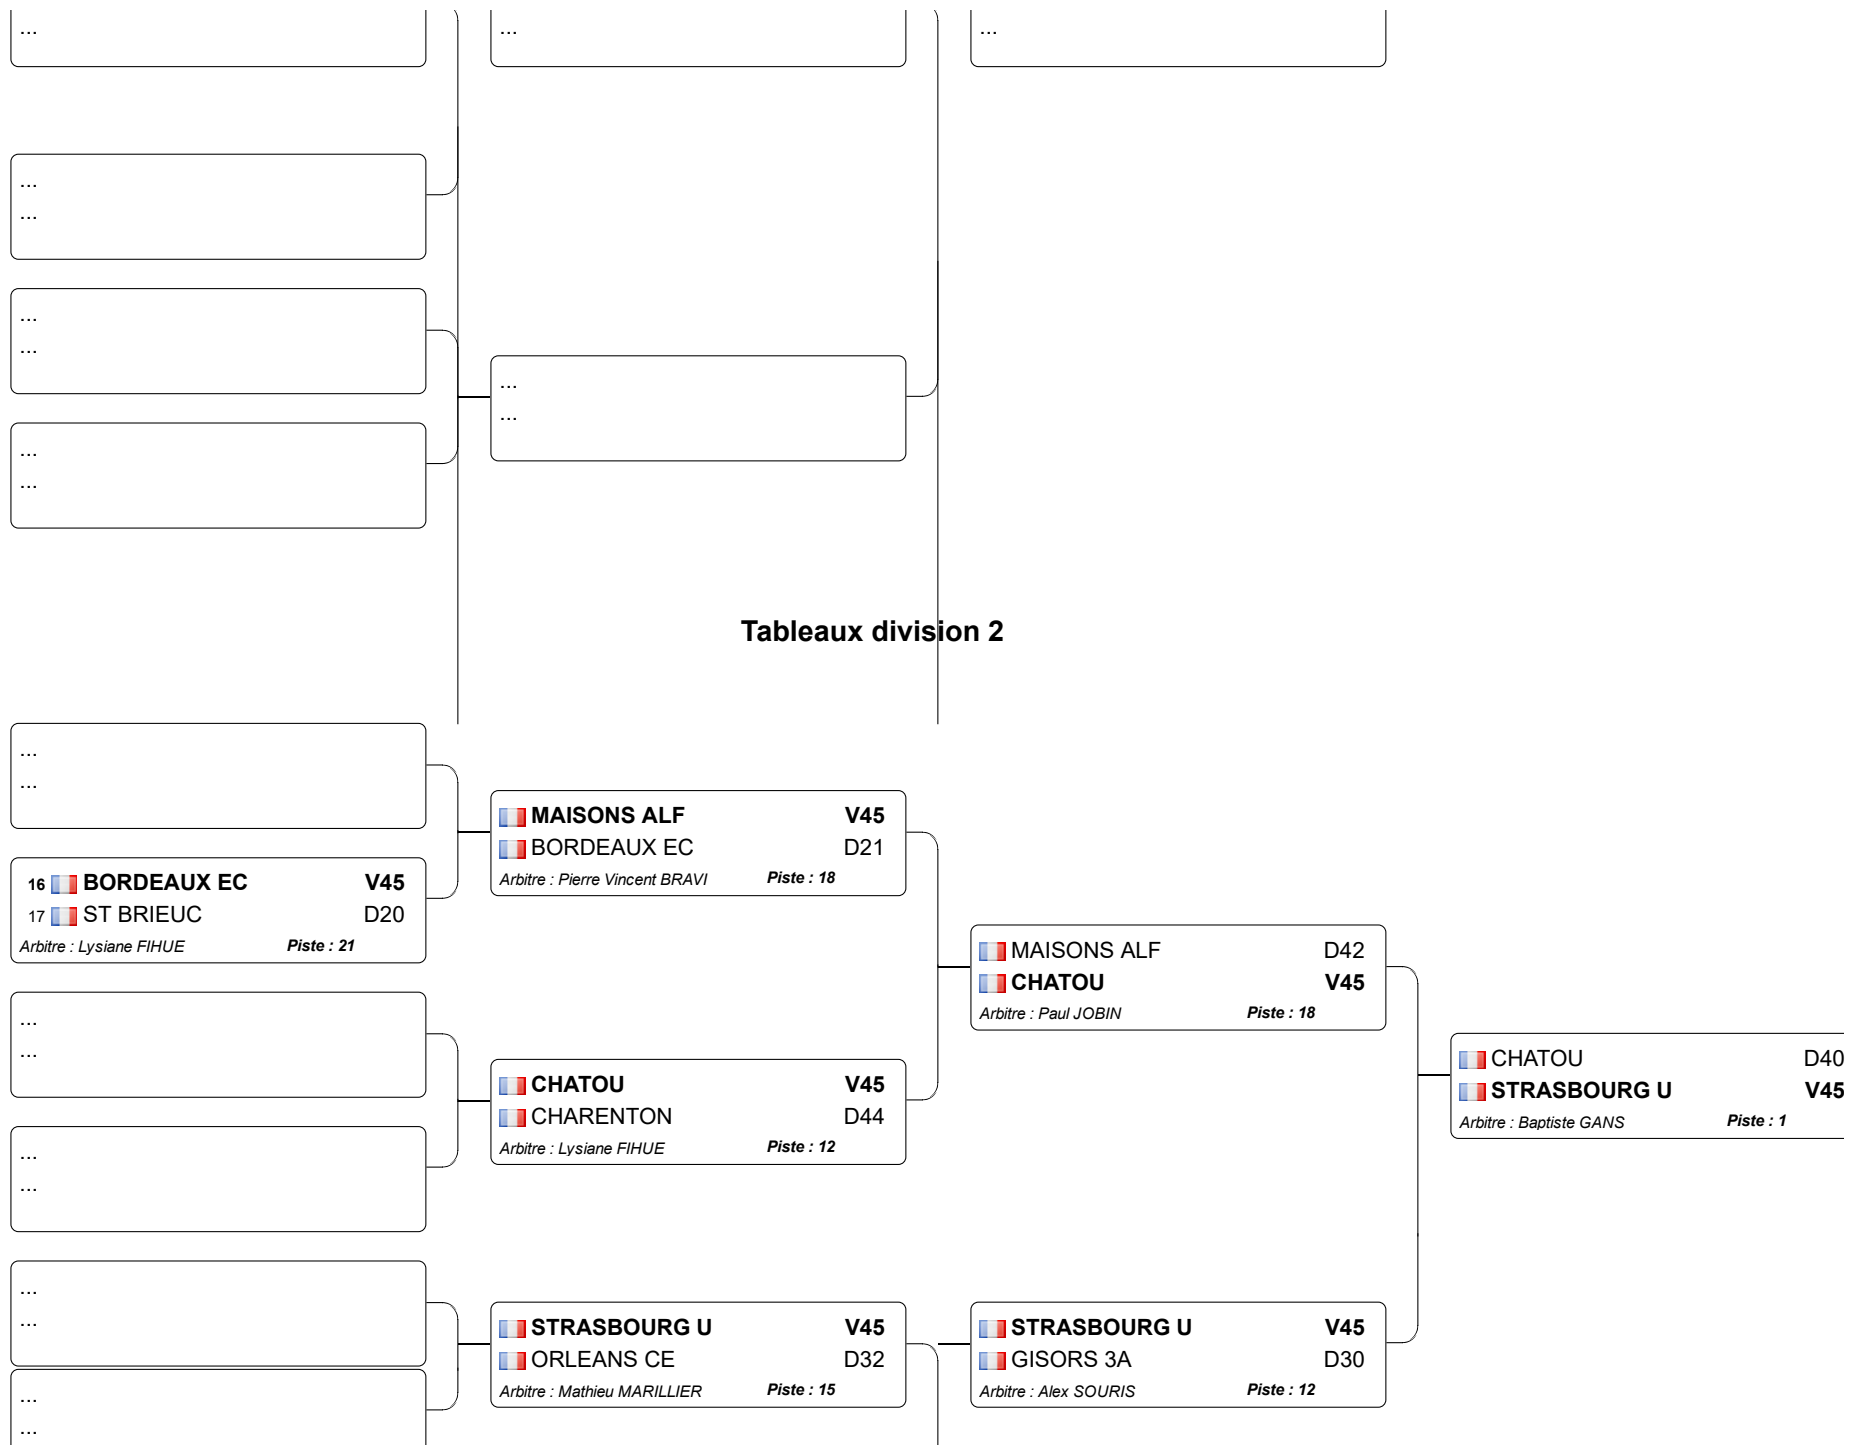 ...
...
...
...
...
...
...
...
...
...
...
Tableaux division 2
...
...
MAISONS ALF V45
BORDEAUX EC D21
Arbitre : Pierre Vincent BRAVI Piste : 18
16 BORDEAUX EC V45
17 ST BRIEUC D20
Arbitre : Lysiane FIHUE Piste : 21
MAISONS ALF D42
CHATOU V45
Arbitre : Paul JOBIN Piste : 18
...
...
CHATOU D40
STRASBOURG U V45
Arbitre : Baptiste GANS Piste : 1
CHATOU V45
CHARENTON D44
Arbitre : Lysiane FIHUE Piste : 12
...
...
...
...
STRASBOURG U V45
ORLEANS CE D32
Arbitre : Mathieu MARILLIER Piste : 15
STRASBOURG U V45
GISORS 3A D30
Arbitre : Alex SOURIS Piste : 12
...
...